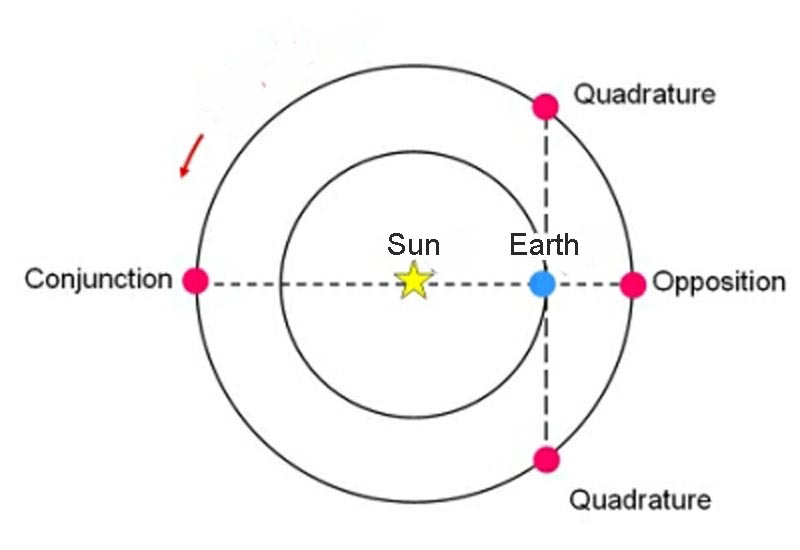 Quadrature
Sun
Earth
Conjunction
Opposition
Quadrature